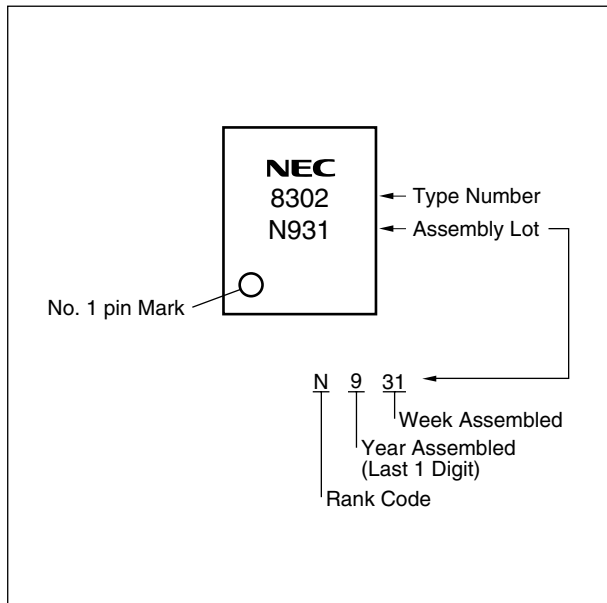 NEC
8302
Type Number
N931
Assembly Lot
No. 1 pin Mark
N 9 31
Week Assembled
Year Assembled
(Last 1 Digit)
Rank Code